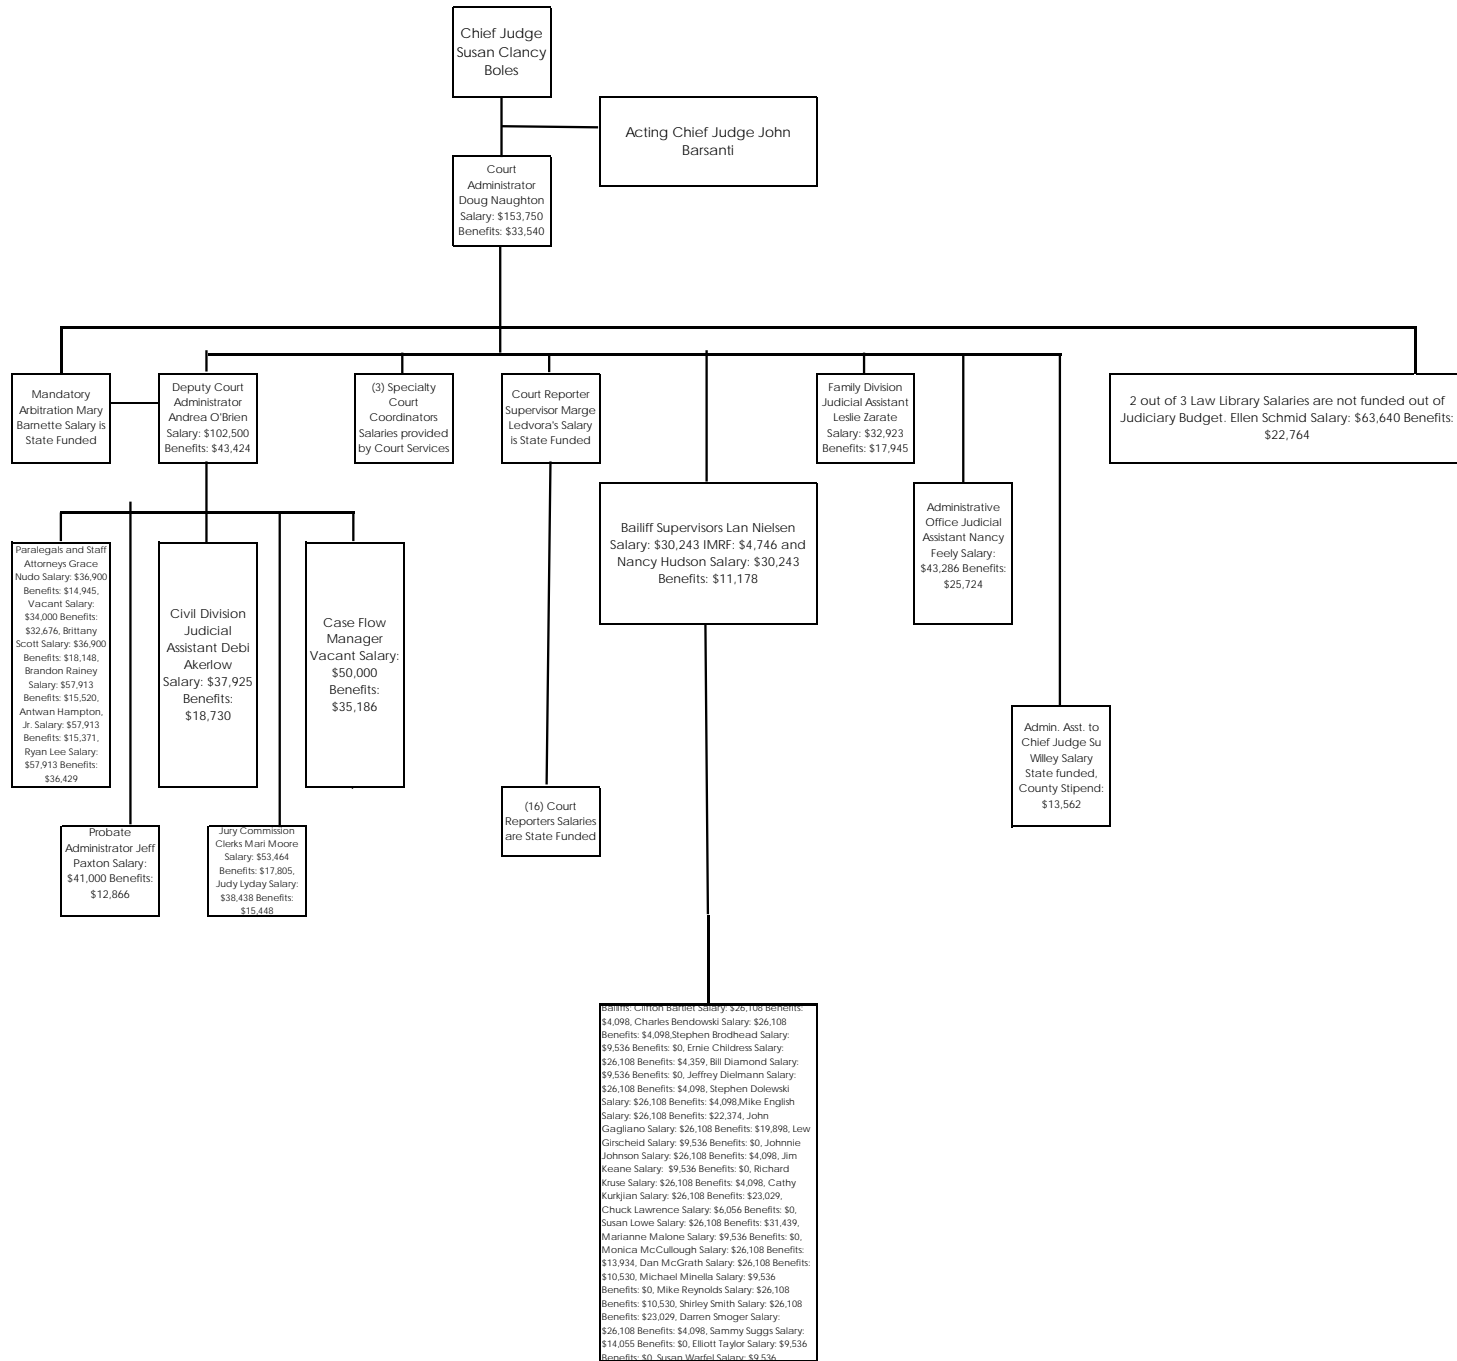 Chief Judge
Susan Clancy
Boles
Acting Chief Judge John
Barsanti
Court
Administrator
Doug Naughton
Salary: $153,750
Benefits: $33,540
Mandatory
Arbitration Mary
Barnette Salary is
State Funded
Deputy Court
Administrator
Andrea O'Brien
Salary: $102,500
Benefits: $43,424
(3) Specialty
Court
Coordinators
Salaries provided
by Court Services
Court Reporter
Supervisor Marge
Ledvora's Salary
is State Funded
Family Division
Judicial Assistant
Leslie Zarate
Salary: $32,923
Benefits: $17,945
2 out of 3 Law Library Salaries are not funded out of
Judiciary Budget. Ellen Schmid Salary: $63,640 Benefits:
$22,764
Bailiff Supervisors Lan Nielsen
Salary: $30,243 IMRF: $4,746 and
Nancy Hudson Salary: $30,243
Benefits: $11,178
Administrative
Office Judicial
Assistant Nancy
Feely Salary:
$43,286 Benefits:
$25,724
Paralegals and Staff
Attorneys Grace
Nudo Salary: $36,900
Benefits: $14,945,
Vacant Salary:
$34,000 Benefits:
$32,676, Brittany
Scott Salary: $36,900
Benefits: $18,148,
Brandon Rainey
Salary: $57,913
Benefits: $15,520,
Antwan Hampton,
Jr. Salary: $57,913
Benefits: $15,371,
Ryan Lee Salary:
$57,913 Benefits:
$36,429
Civil Division
Judicial
Assistant Debi
Akerlow
Salary: $37,925
Benefits:
$18,730
Case Flow
Manager
Vacant Salary:
$50,000
Benefits:
$35,186
Admin. Asst. to
Chief Judge Su
Willey Salary
State funded,
County Stipend:
$13,562
(16) Court
Reporters Salaries
are State Funded
Probate
Administrator Jeff
Paxton Salary:
$41,000 Benefits:
$12,866
Jury Commission
Clerks Mari Moore
Salary: $53,464
Benefits: $17,805,
Judy Lyday Salary:
$38,438 Benefits:
$15,448
Bailiffs: Clifton Bartlet Salary: $26,108 Benefits:
$4,098, Charles Bendowski Salary: $26,108
Benefits: $4,098,Stephen Brodhead Salary:
$9,536 Benefits: $0, Ernie Childress Salary:
$26,108 Benefits: $4,359, Bill Diamond Salary:
$9,536 Benefits: $0, Jeffrey Dielmann Salary:
$26,108 Benefits: $4,098, Stephen Dolewski
Salary: $26,108 Benefits: $4,098,Mike English
Salary: $26,108 Benefits: $22,374, John
Gagliano Salary: $26,108 Benefits: $19,898, Lew
Girscheid Salary: $9,536 Benefits: $0, Johnnie
Johnson Salary: $26,108 Benefits: $4,098, Jim
Keane Salary: $9,536 Benefits: $0, Richard
Kruse Salary: $26,108 Benefits: $4,098, Cathy
Kurkjian Salary: $26,108 Benefits: $23,029,
Chuck Lawrence Salary: $6,056 Benefits: $0,
Susan Lowe Salary: $26,108 Benefits: $31,439,
Marianne Malone Salary: $9,536 Benefits: $0,
Monica McCullough Salary: $26,108 Benefits:
$13,934, Dan McGrath Salary: $26,108 Benefits:
$10,530, Michael Minella Salary: $9,536
Benefits: $0, Mike Reynolds Salary: $26,108
Benefits: $10,530, Shirley Smith Salary: $26,108
Benefits: $23,029, Darren Smoger Salary:
$26,108 Benefits: $4,098, Sammy Suggs Salary:
$14,055 Benefits: $0, Elliott Taylor Salary: $9,536
Benefits: $0, Susan Warfel Salary: $9,536